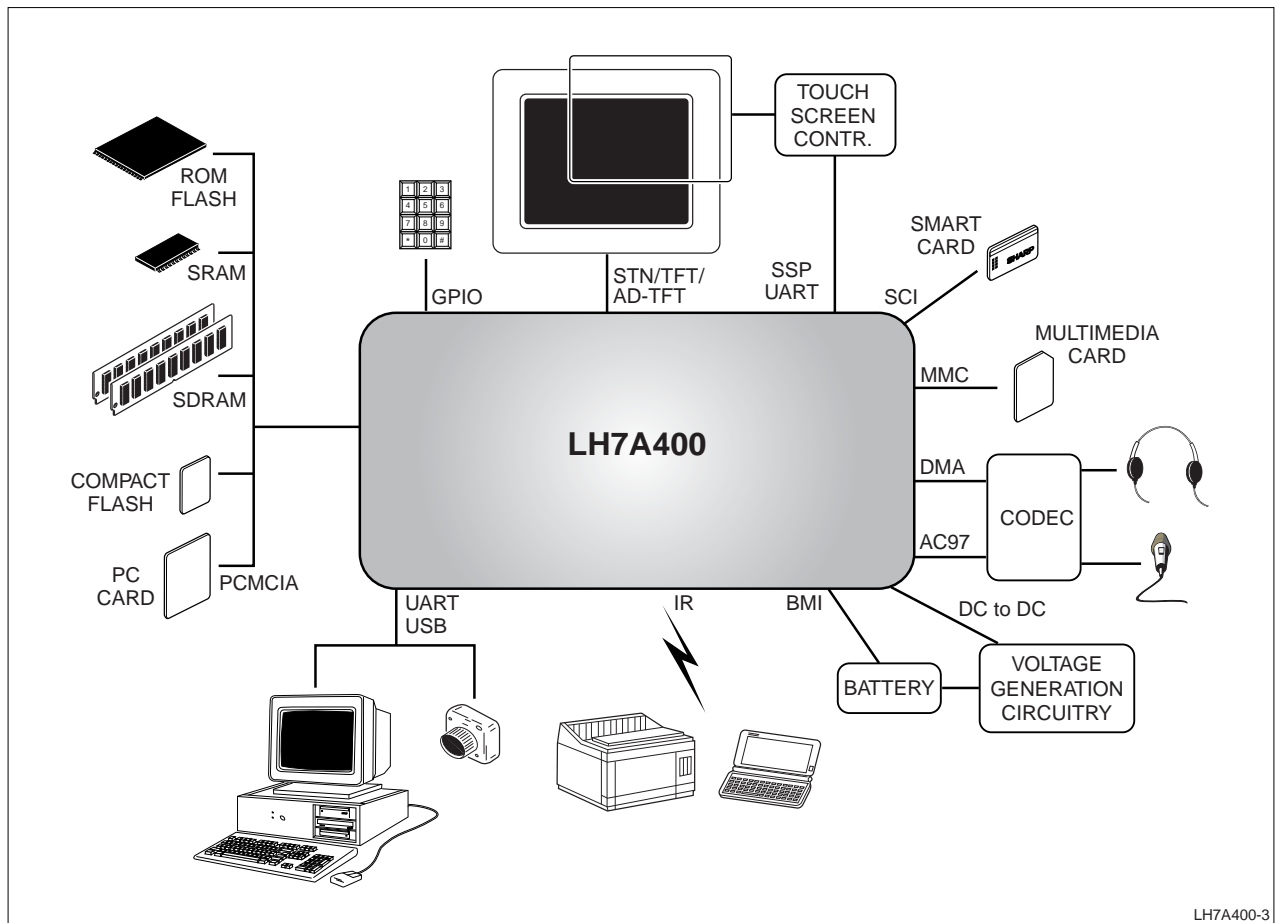 TOUCH
SCREEN
CONTR.
ROM
FLASH
1 2 3
4 5 6
7 8 9
* 0 #
SMART
CARD
SHARP
SRAM
GPIO
STN/TFT/
AD-TFT
SSP
UART
SCI
MULTIMEDIA
CARD
SDRAM
MMC
LH7A400
COMPACT
FLASH
DMA
CODEC
AC97
PC
CARD
PCMCIA
UART
USB
IR
BMI
DC to DC
BATTERY
VOLTAGE
GENERATION
CIRCUITRY
LH7A400-3